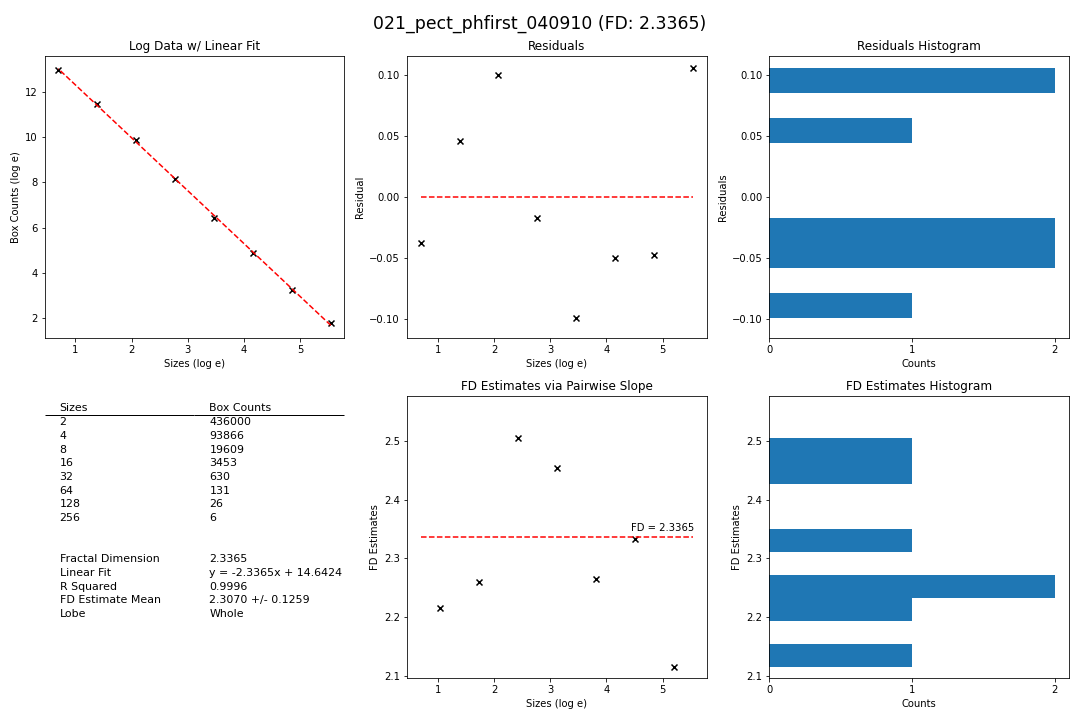 021_pect_phfirst_040910 (FD: 2.3365)
Log Data w/ Linear Fit
Box Counts (log e)
12
10
8
6
4
2
1 2 3 4 5
Sizes (log e)
Residuals
Residual
0.10
0.05
0.00
−0.05
−0.10
1 2 3 4 5
Sizes (log e)
Residuals Histogram
Residuals
0.10
0.05
0.00
−0.05
−0.10
0 1 2
Counts
Sizes Box Counts
2 436000
4 93866
8 19609
16 3453
32 630
64 131
128 26
256 6
Fractal Dimension 2.3365
Linear Fit y = -2.3365x + 14.6424
R Squared 0.9996
FD Estimate Mean 2.3070 +/- 0.1259
Lobe Whole
FD Estimates via Pairwise Slope
FD Estimates
2.5
2.4
2.3
2.2
2.1
FD = 2.3365
1 2 3 4 5
Sizes (log e)
FD Estimates Histogram
FD Estimates
2.5
2.4
2.3
2.2
2.1
0 1 2
Counts